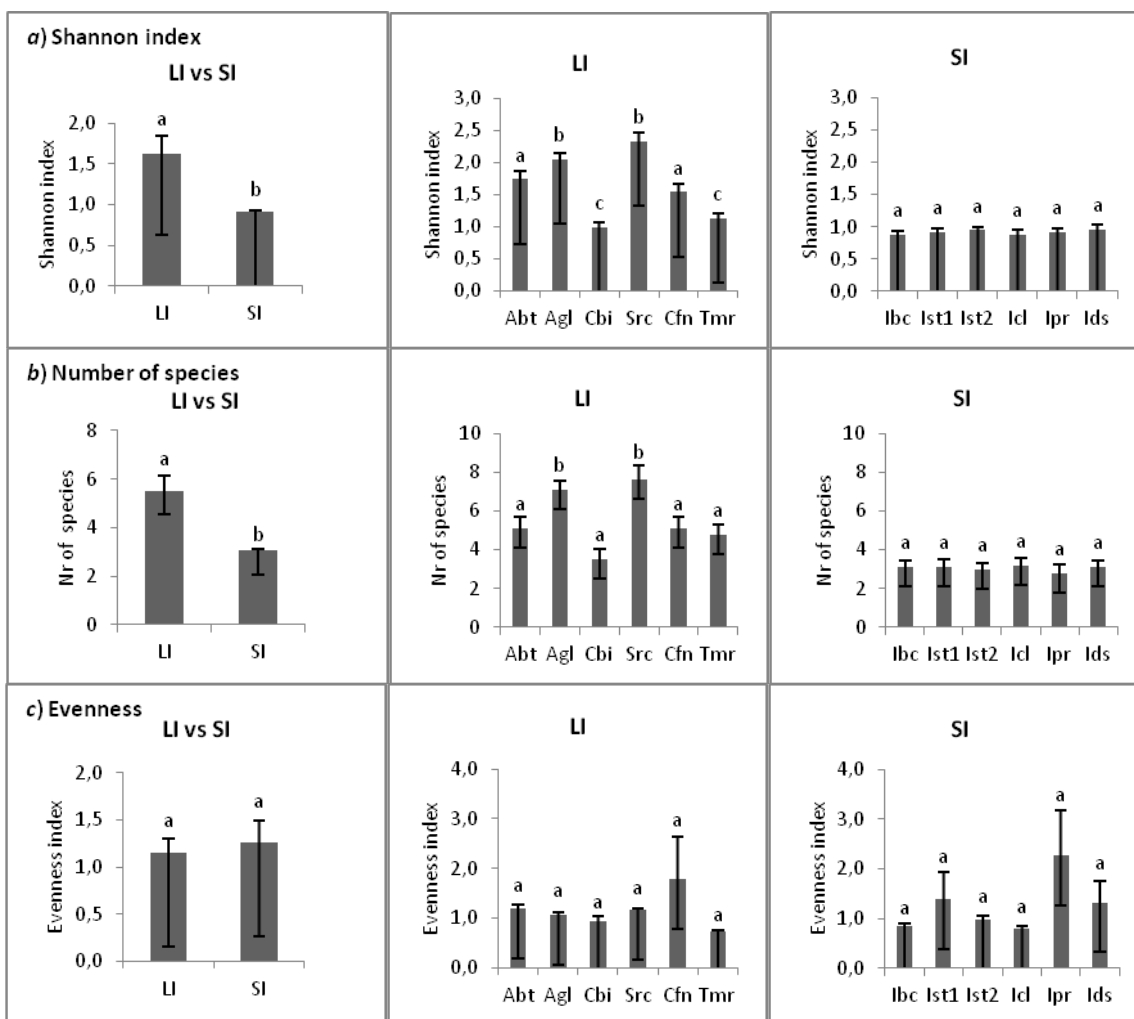 a) Shannon index
LI vs SI
Shannon index
2,0
1,5
1,0
0,5
0,0
a
b
LI SI
LI
Shannon index
3,0
2,5
2,0
1,5
1,0
0,5
0,0
a b c b a c
Abt Agl Cbi Src Cfn Tmr
SI
Shannon index
3,0
2,5
2,0
1,5
1,0
0,5
0,0
a a a a a a
Ibc Ist1 Ist2 Icl Ipr Ids
b) Number of species
LI vs SI
Nr of species
8
6
4
2
0
a
b
LI SI
LI
Nr of species
10
8
6
4
2
0
a b a b a a
Abt Agl Cbi Src Cfn Tmr
SI
Nr of species
10
8
6
4
2
0
a a a a a a
Ibc Ist1 Ist2 Icl Ipr Ids
c) Evenness
LI vs SI
Evenness index
2,0
1,5
1,0
0,5
0,0
a a
LI SI
LI
Evenness index
4,0
3,0
2,0
1,0
0,0
a a a a a a
Abt Agl Cbi Src Cfn Tmr
SI
Evenness index
4,0
3,0
2,0
1,0
0,0
a a a a a a
Ibc Ist1 Ist2 Icl Ipr Ids